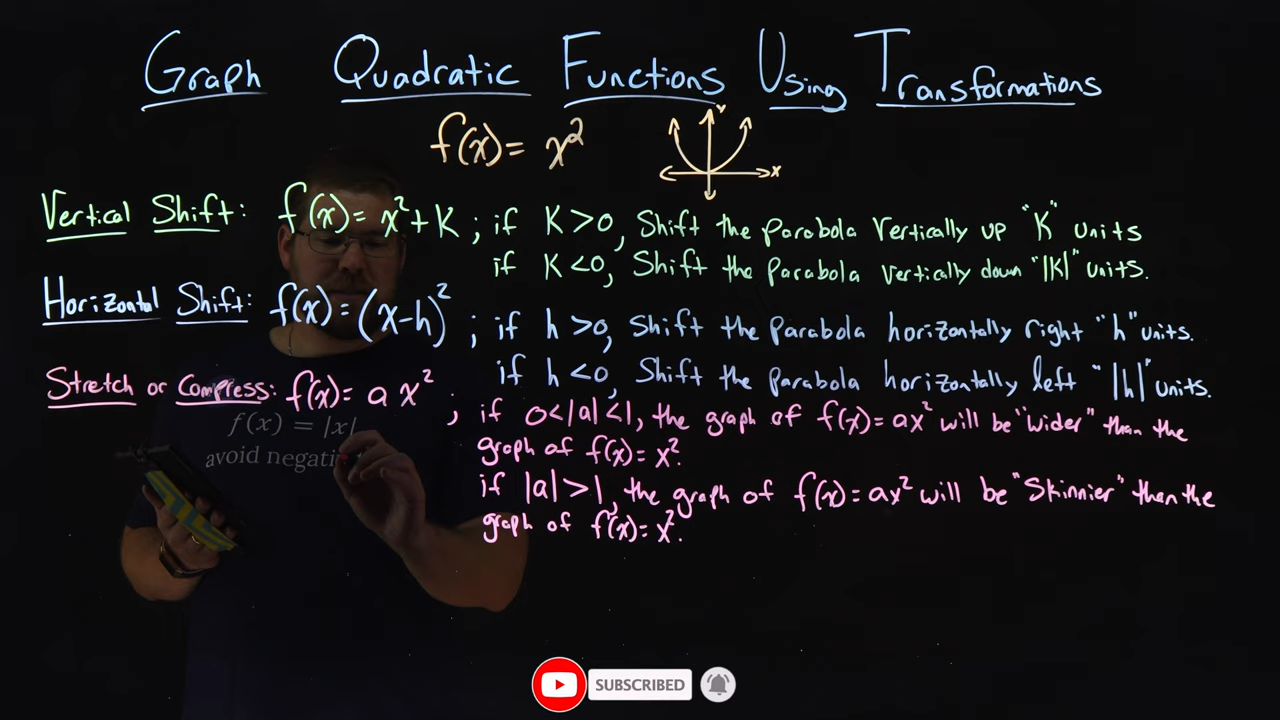 Graph Quadratic Functions Using Transformations
f(x) = x²
y
x
Vertical Shift: f(x) = x² + K ; if K > 0, Shift the parabola Vertically up "K" units
if K < 0, Shift the Parabola vertically down "|K|" units.
Horizontal Shift: f(x) = (x-h)² ; if h > 0, Shift the parabola horizontally right "h" units.
if h < 0, Shift the parabola horizontally left "|h|" units.
Stretch or Compress: f(x) = a x² ; if 0 < |a| < 1, the graph of f(x) = ax² will be "wider" than the
graph of f(x) = x².
if |a| > 1, the graph of f(x) = ax² will be "Skinnier" than the
graph of f(x) = x².
f(x) = |x|
avoid
SUBSCRIBED